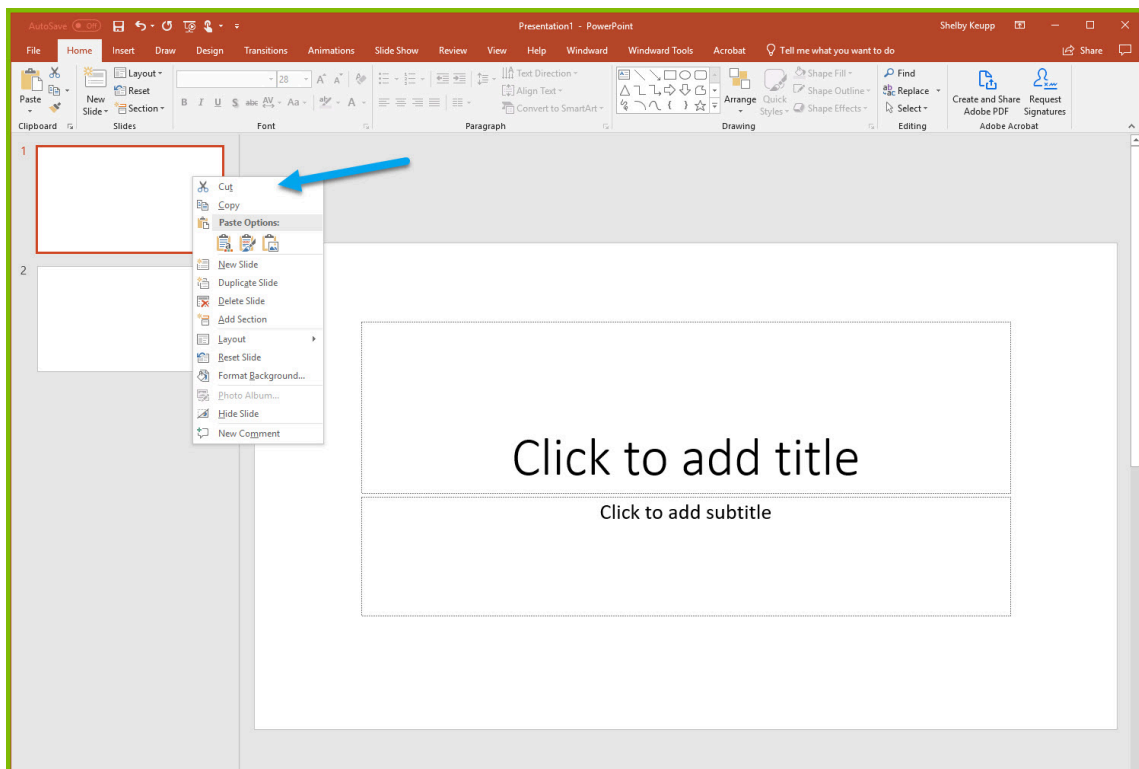 AutoSave Off Presentation1 - PowerPoint Shelby Keupp
File Home Insert Draw Design Transitions Animations Slide Show Review View Help Windward Windward Tools Acrobat Tell me what you want to do Share
Paste
New Slide
Layout
Reset
Section
28
B I U S abc AV Aa A
Text Direction
Align Text
Convert to SmartArt
Arrange
Quick Styles
Shape Fill
Shape Outline
Shape Effects
Find
Replace
Select
Create and Share Adobe PDF
Request Signatures
Clipboard Slides Font Paragraph Drawing Editing Adobe Acrobat
1
2
Cut
Copy
Paste Options:
New Slide
Duplicate Slide
Delete Slide
Add Section
Layout
Reset Slide
Format Background...
Photo Album...
Hide Slide
New Comment
Click to add title
Click to add subtitle